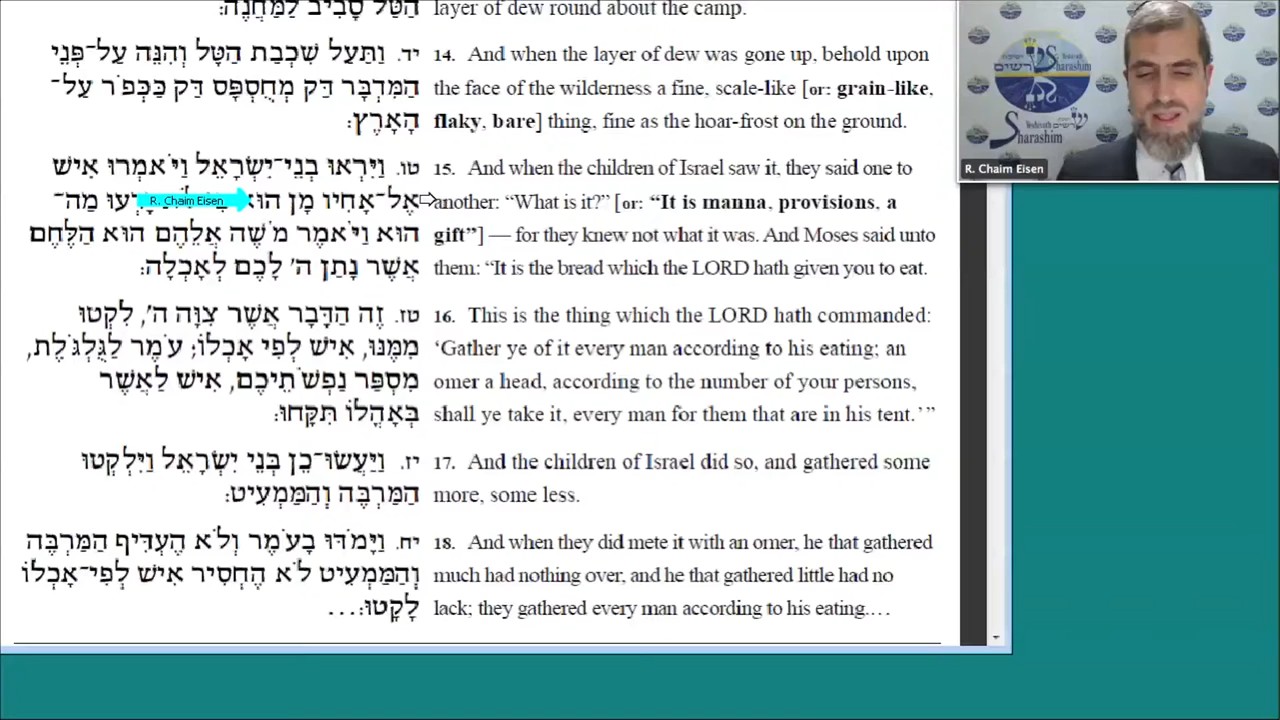 הַטָּל סָבִיב לַמַּחֲנֶה:
יד. וַתַּעַל שִׁכְבַת הַטָּל וְהִנֵּה עַל־פְּנֵי
הַמִּדְבָּר דַּק מְחֻסְפָּס דַּק כַּכְּפֹר עַל־
הָאָרֶץ:
טו. וַיִּרְאוּ בְנֵי־יִשְׂרָאֵל וַיֹּאמְרוּ אִישׁ
אֶל־אָחִיו מָן הוּא יָדְעוּ מַה־
הוּא וַיֹּאמֶר מֹשֶׁה אֲלֵהֶם הוּא הַלֶּחֶם
אֲשֶׁר נָתַן ה' לָכֶם לְאָכְלָה:
טז. זֶה הַדָּבָר אֲשֶׁר צִוָּה ה', לִקְטוּ
מִמֶּנּוּ, אִישׁ לְפִי אָכְלוֹ; עֹמֶר לַגֻּלְגֹּלֶת,
מִסְפַּר נַפְשֹׁתֵיכֶם, אִישׁ לַאֲשֶׁר
בְּאָהֳלוֹ תִּקָּחוּ:
יז. וַיַּעֲשׂוּ־כֵן בְּנֵי יִשְׂרָאֵל וַיִּלְקְטוּ
הַמַּרְבֶּה וְהַמַּמְעִיט:
יח. וַיָּמֹדּוּ בָעֹמֶר וְלֹא הֶעְדִּיף הַמַּרְבֶּה
וְהַמַּמְעִיט לֹא הֶחְסִיר אִישׁ לְפִי־אָכְלוֹ
לָקָטוּ:...
R. Chaim Eisen
layer of dew round about the camp.
14. And when the layer of dew was gone up, behold upon
the face of the wilderness a fine, scale-like [or: grain-like,
flaky, bare] thing, fine as the hoar-frost on the ground.
15. And when the children of Israel saw it, they said one to
another: “What is it?” [or: “It is manna, provisions, a
gift”] — for they knew not what it was. And Moses said unto
them: “It is the bread which the LORD hath given you to eat.
16. This is the thing which the LORD hath commanded:
‘Gather ye of it every man according to his eating; an
omer a head, according to the number of your persons,
shall ye take it, every man for them that are in his tent.’”
17. And the children of Israel did so, and gathered some
more, some less.
18. And when they did mete it with an omer, he that gathered
much had nothing over, and he that gathered little had no
lack; they gathered every man according to his eating....
Sharashim
Yeshivath
Sharashim
R. Chaim Eisen